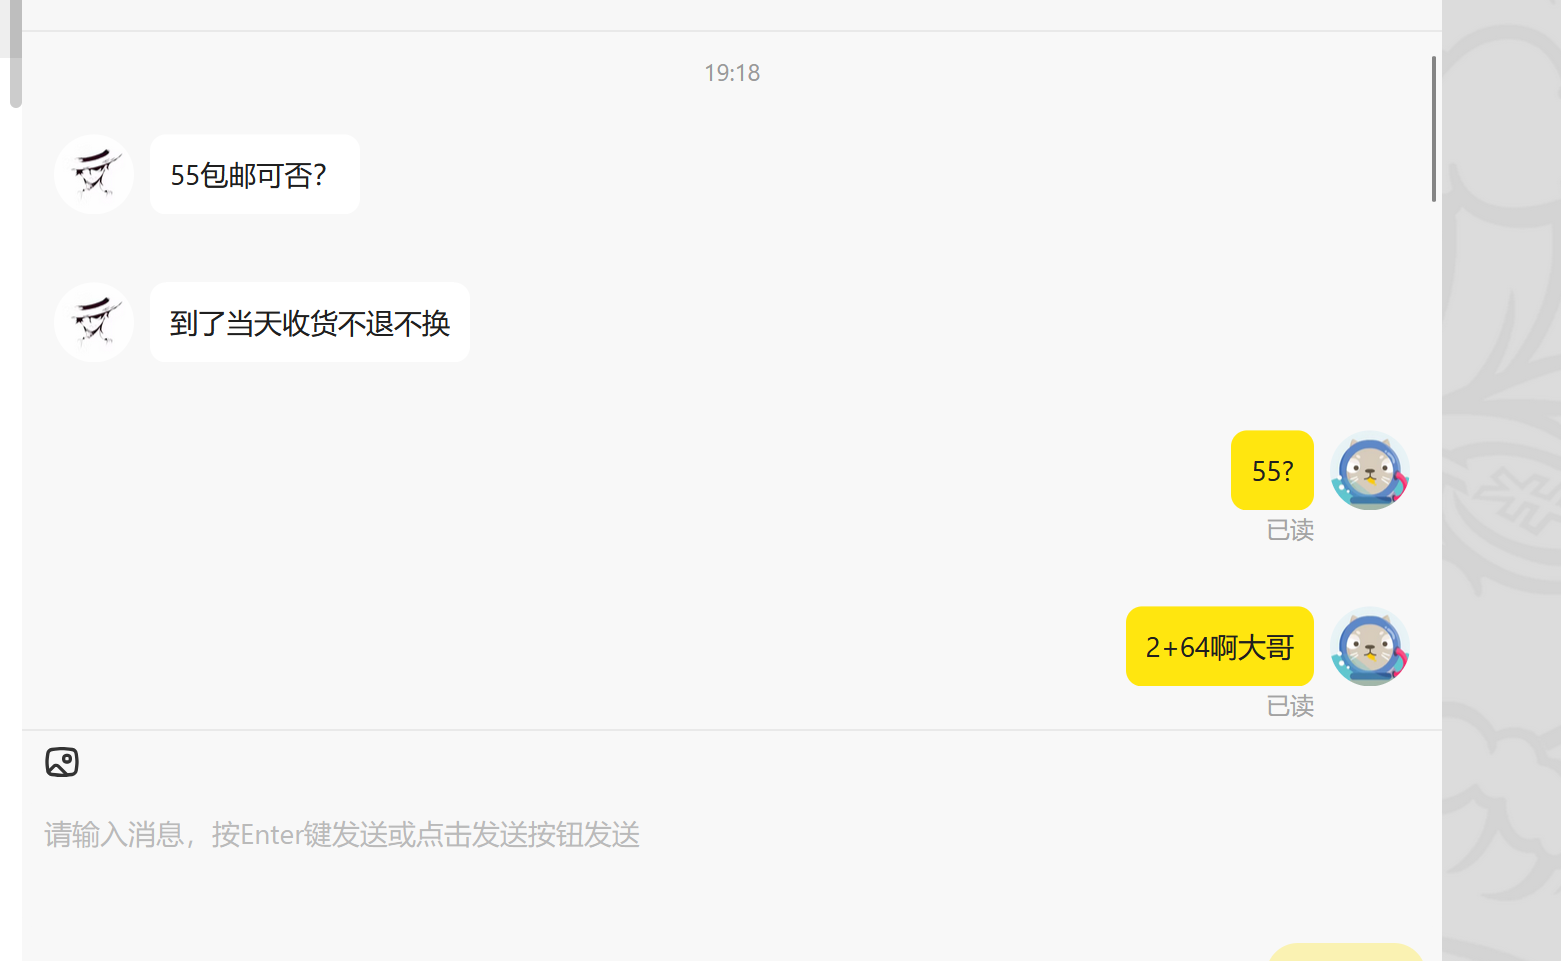 19:18
55包邮可否？
到了当天收货不退不换
55?
已读
2+64啊大哥
已读
请输入消息，按Enter键发送或点击发送按钮发送